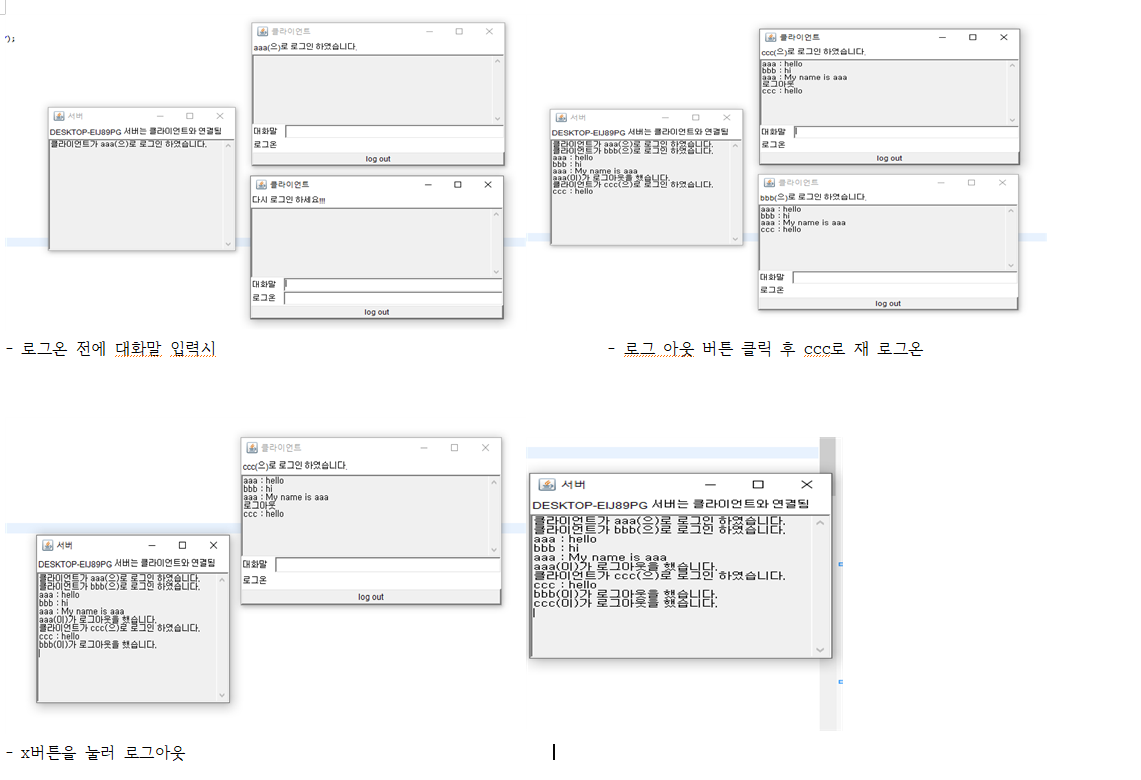 ');
클라이언트
aaa(으)로 로그인 하였습니다.
대화말
로그온
log out
서버
DESKTOP-EIJ89PG 서버는 클라이언트와 연결됨
클라이언트가 aaa(으)로 로그인 하였습니다.
클라이언트
다시 로그인 하세요!!!
대화말
로그온
log out
- 로그온 전에 대화말 입력시
클라이언트
ccc(으)로 로그인 하였습니다.
aaa : hello
bbb : hi
aaa : My name is aaa
로그아웃
ccc : hello
대화말
로그온
log out
서버
DESKTOP-EIJ89PG 서버는 클라이언트와 연결됨
클라이언트가 aaa(으)로 로그인 하였습니다.
클라이언트가 bbb(으)로 로그인 하였습니다.
aaa : hello
bbb : hi
aaa : My name is aaa
aaa(이)가 로그아웃을 했습니다.
클라이언트가 ccc(으)로 로그인 하였습니다.
ccc : hello
클라이언트
bbb(으)로 로그인 하였습니다.
aaa : hello
bbb : hi
aaa : My name is aaa
ccc : hello
대화말
로그온
log out
- 로그 아웃 버튼 클릭 후 ccc로 재 로그온
클라이언트
ccc(으)로 로그인 하였습니다.
aaa : hello
bbb : hi
aaa : My name is aaa
로그아웃
ccc : hello
대화말
로그온
log out
서버
DESKTOP-EIJ89PG 서버는 클라이언트와 연결됨
클라이언트가 aaa(으)로 로그인 하였습니다.
클라이언트가 bbb(으)로 로그인 하였습니다.
aaa : hello
bbb : hi
aaa : My name is aaa
aaa(이)가 로그아웃을 했습니다.
클라이언트가 ccc(으)로 로그인 하였습니다.
ccc : hello
bbb(이)가 로그아웃을 했습니다.
서버
DESKTOP-EIJ89PG 서버는 클라이언트와 연결됨
클라이언트가 aaa(으)로 로그인 하였습니다.
클라이언트가 bbb(으)로 로그인 하였습니다.
aaa : hello
bbb : hi
aaa : My name is aaa
aaa(이)가 로그아웃을 했습니다.
클라이언트가 ccc(으)로 로그인 하였습니다.
ccc : hello
bbb(이)가 로그아웃을 했습니다.
ccc(이)가 로그아웃을 했습니다.
- x버튼을 눌러 로그아웃